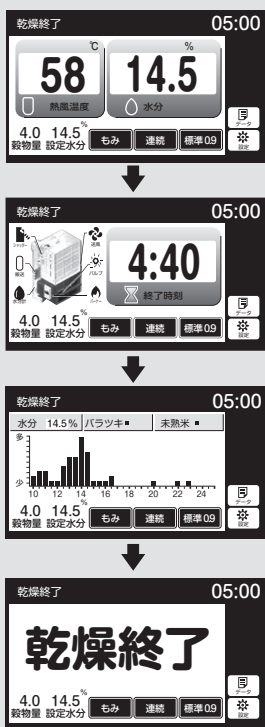 乾燥終了 05:00
℃ %
58 14.5
熱風温度 水分
データ
4.0 14.5%
穀物量 設定水分 もみ 連続 標準0.9 設定
乾燥終了 05:00
シャッター 送風
搬送 バルブ
水分計 バーナー
4:40
終了時刻
データ
4.0 14.5%
穀物量 設定水分 もみ 連続 標準0.9 設定
乾燥終了 05:00
水分 14.5% バラツキ■ 未熟米 ■
多
少
10 12 14 16 18 20 22 24
データ
4.0 14.5%
穀物量 設定水分 もみ 連続 標準0.9 設定
乾燥終了 05:00
乾燥終了
データ
4.0 14.5%
穀物量 設定水分 もみ 連続 標準0.9 設定